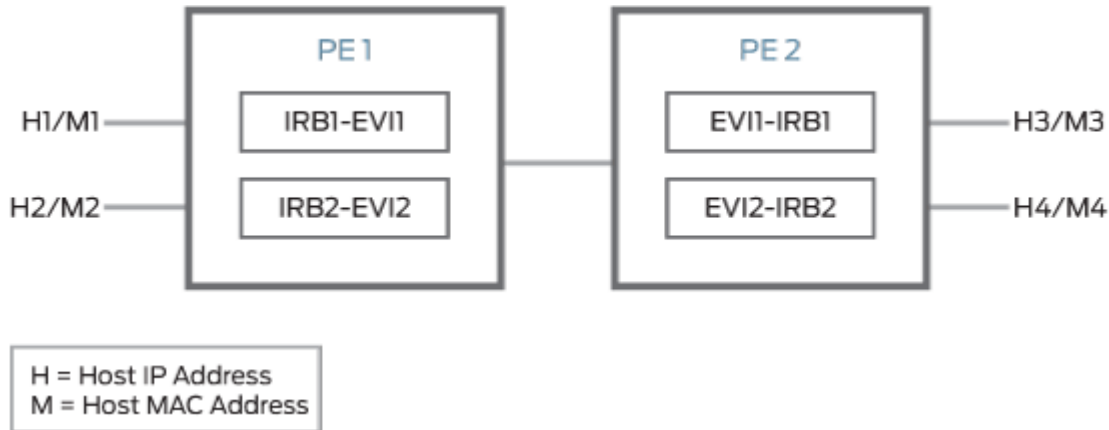 PE 1
PE 2
H1/M1
IRB1-EVI1
EVI1-IRB1
H3/M3
H2/M2
IRB2-EVI2
EVI2-IRB2
H4/M4
H = Host IP Address
M = Host MAC Address